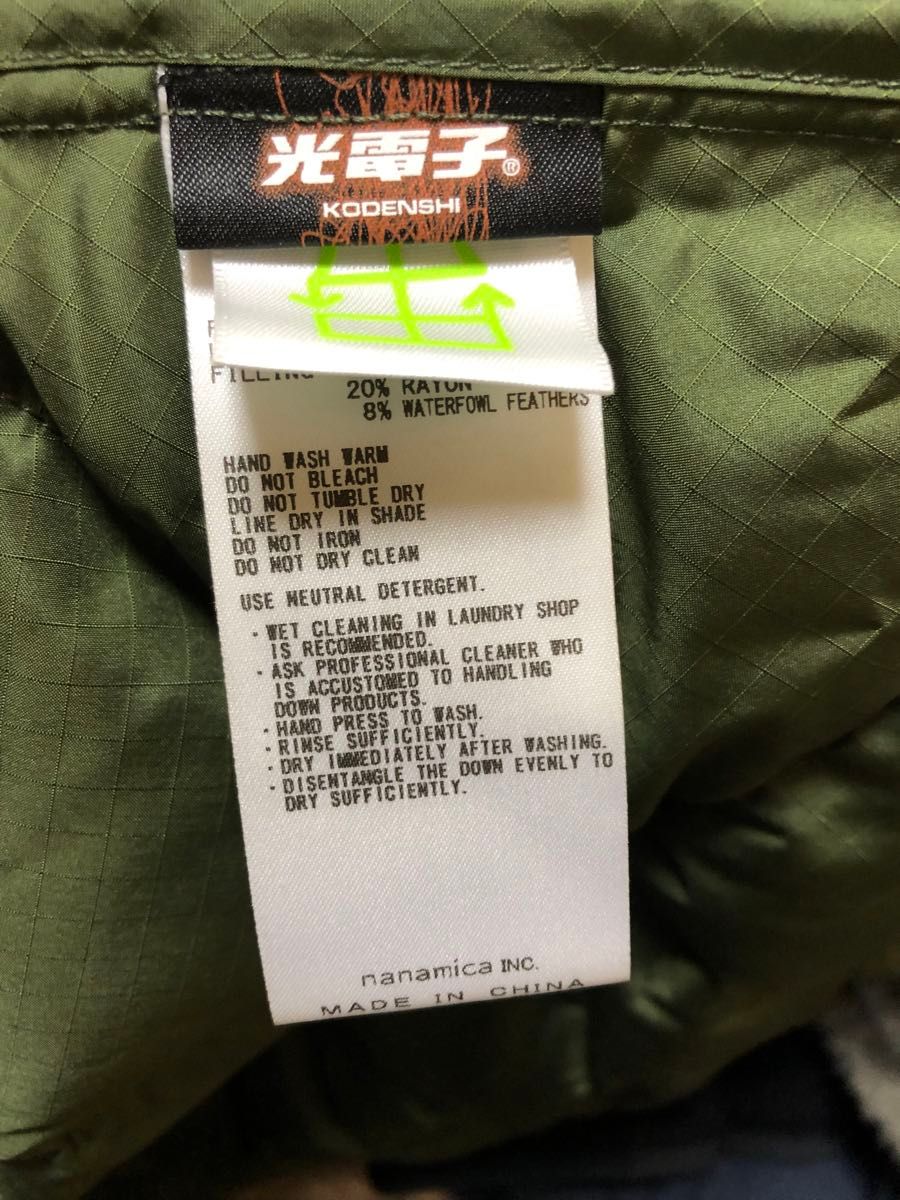 光電子®
KODENSHI
FILLING
20% RAYON
8% WATERFOWL FEATHERS
HAND WASH WARM
DO NOT BLEACH
DO NOT TUMBLE DRY
LINE DRY IN SHADE
DO NOT IRON
DO NOT DRY CLEAN
USE NEUTRAL DETERGENT.
· WET CLEANING IN LAUNDRY SHOP
IS RECOMMENDED.
· ASK PROFESSIONAL CLEANER WHO
IS ACCUSTOMED TO HANDLING
DOWN PRODUCTS.
· HAND PRESS TO WASH.
· RINSE SUFFICIENTLY.
· DRY IMMEDIATELY AFTER WASHING.
· DISENTANGLE THE DOWN EVENLY TO
DRY SUFFICIENTLY.
nanamica INC.
MADE IN CHINA